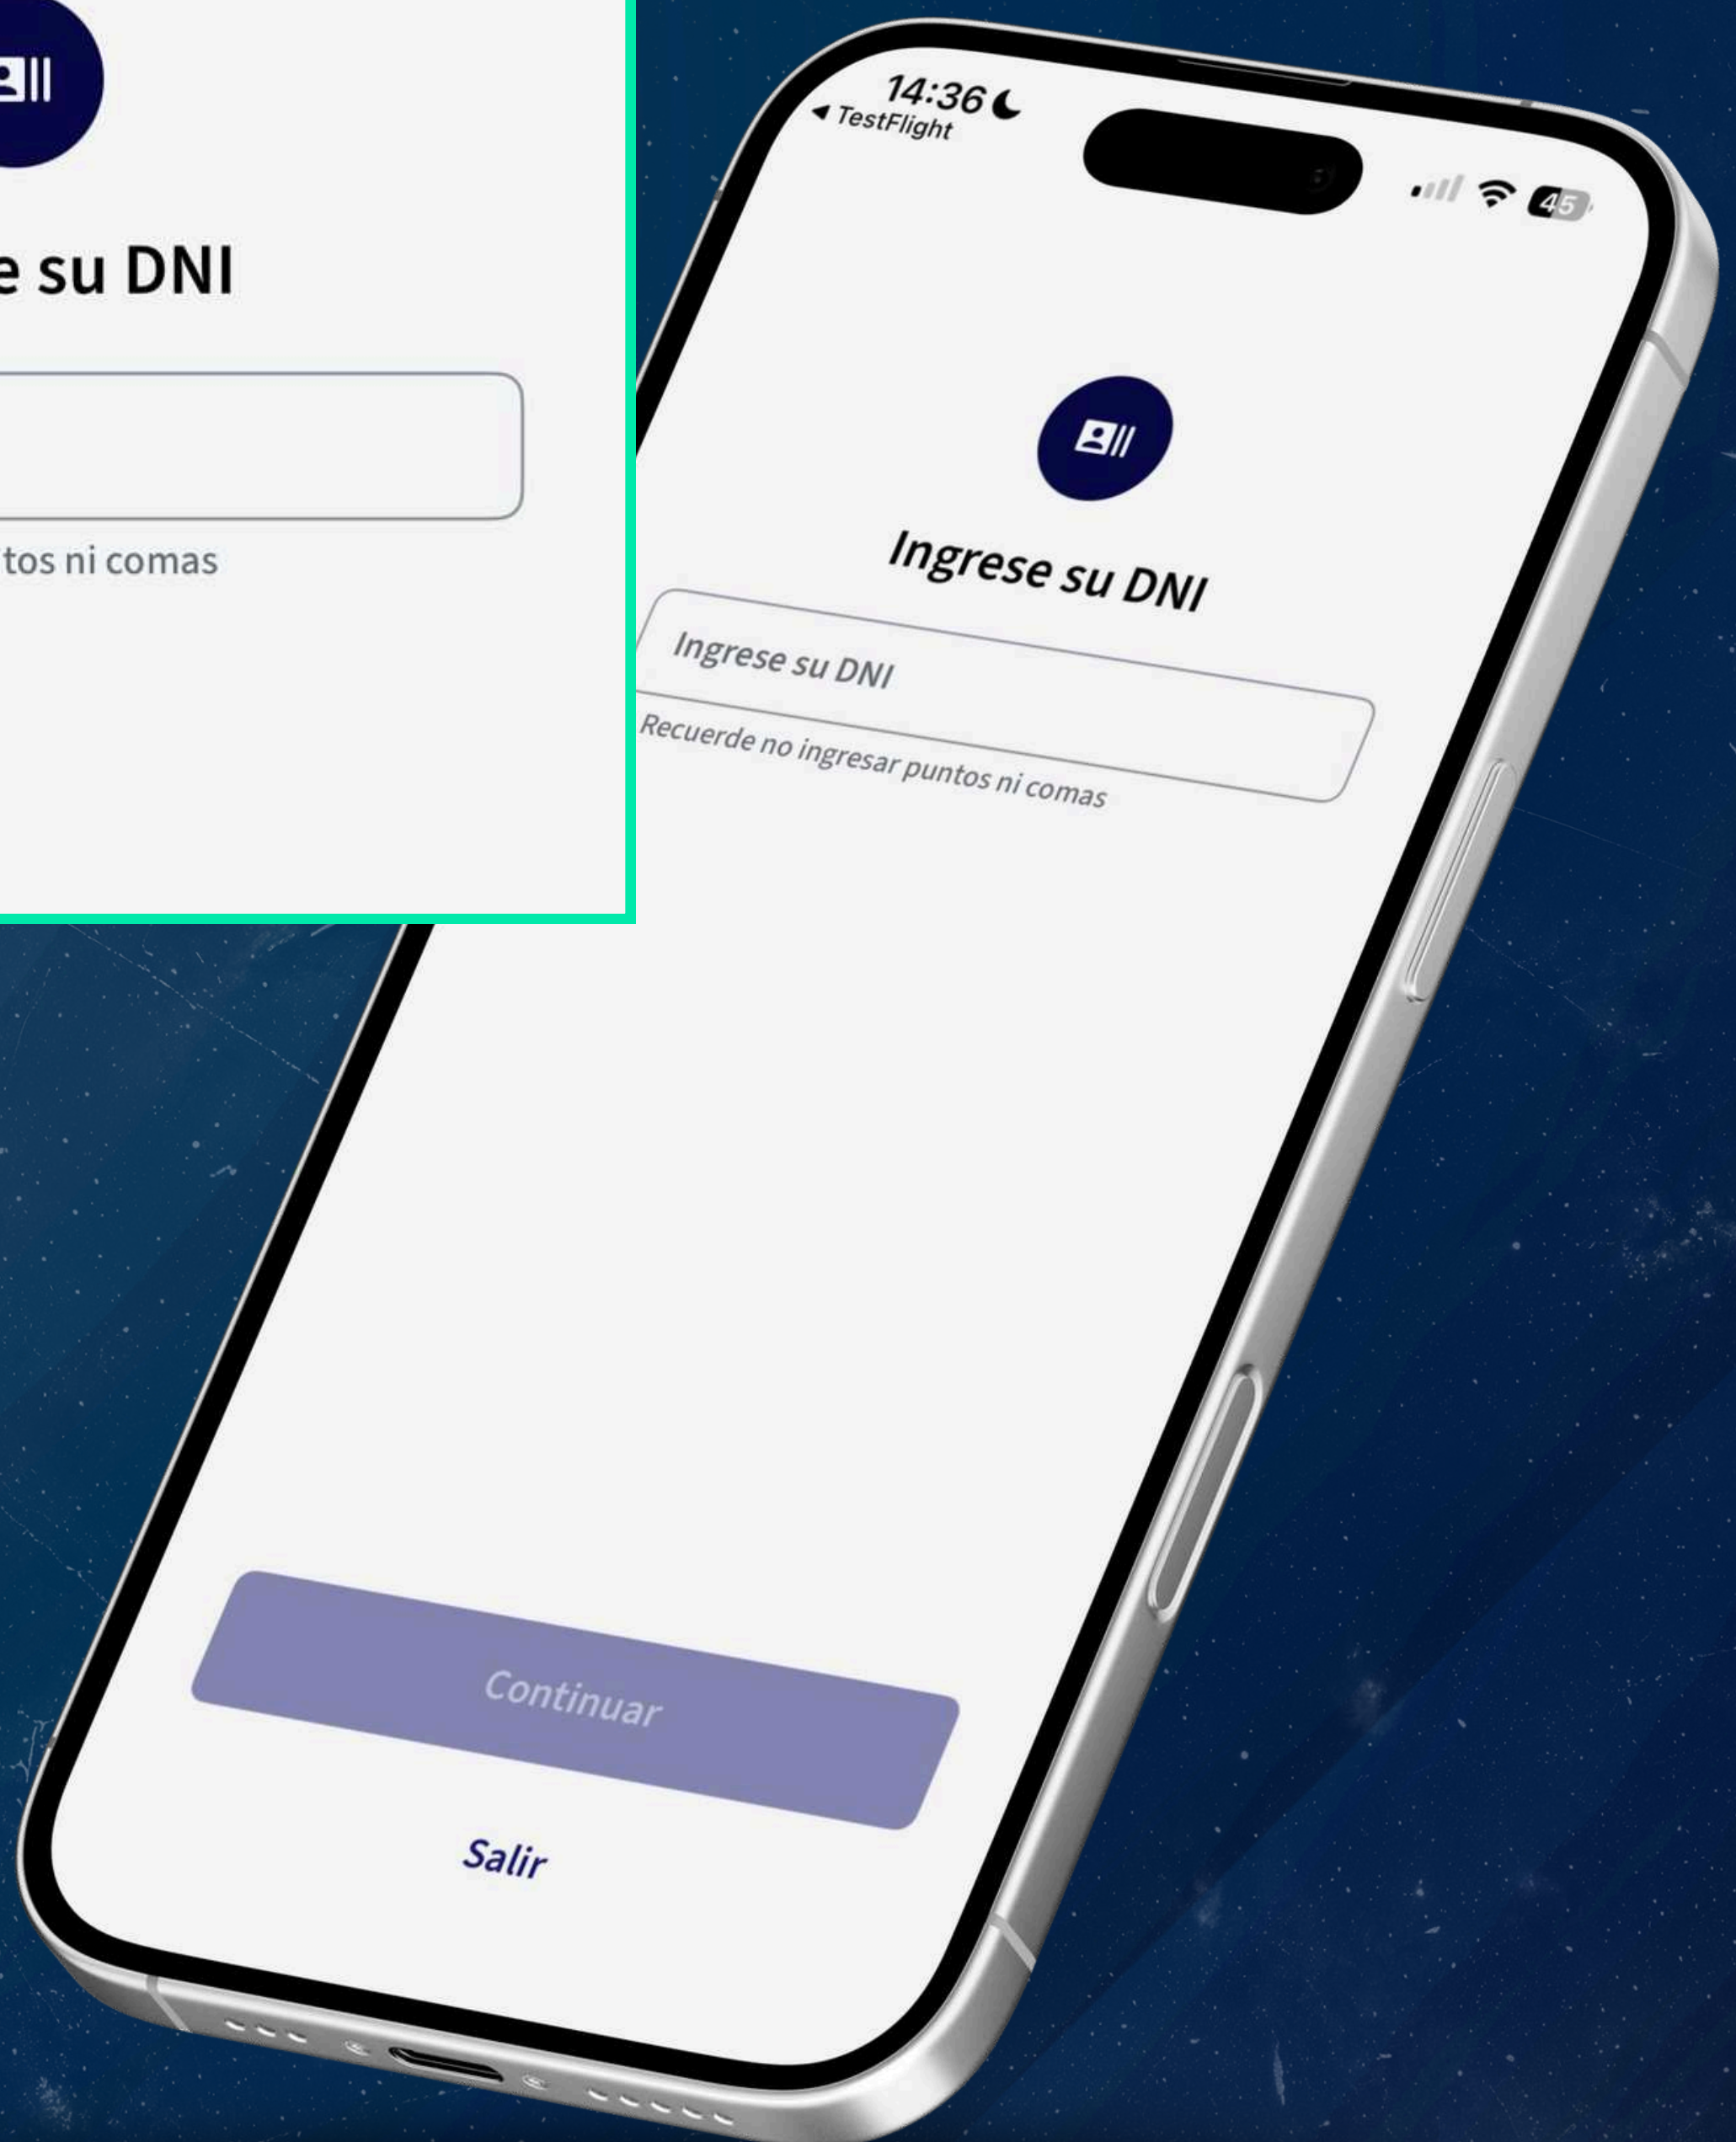 e su DNI
tos ni comas
14:36
◀ TestFlight
45
Ingrese su DNI
Ingrese su DNI
Recuerde no ingresar puntos ni comas
Continuar
Salir